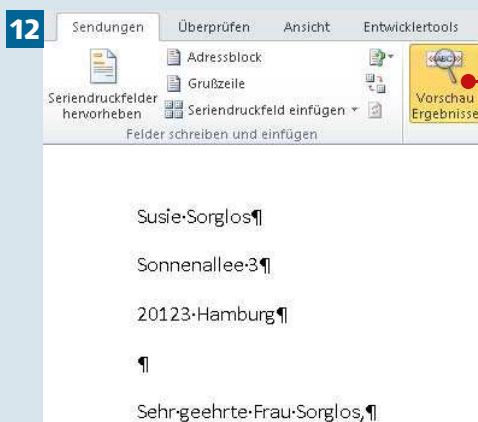 12
Sendungen Überprüfen Ansicht Entwicklertools
Seriendruckfelder hervorheben
Adressblock
Grußzeile
Seriendruckfeld einfügen
Felder schreiben und einfügen
«ABC»
Vorschau
Ergebnisse
Susie·Sorglos¶
Sonnenallee·3¶
20123·Hamburg¶
¶
Sehr·geehrte·Frau·Sorglos,¶